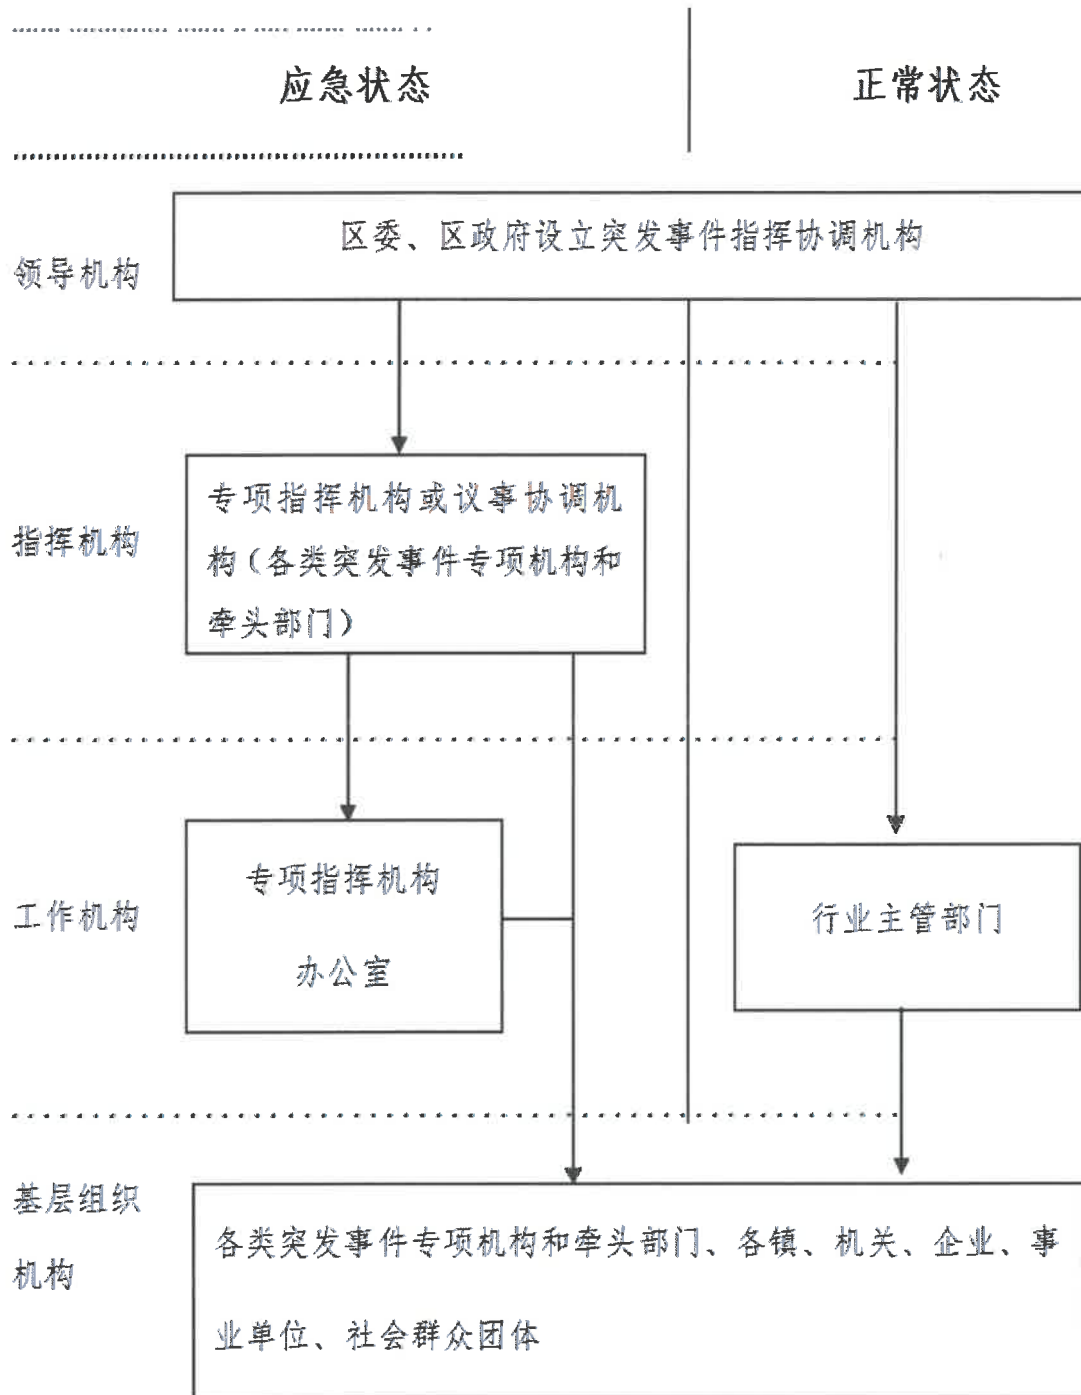 应急状态
正常状态
区委、区政府设立突发事件指挥协调机构
领导机构
专项指挥机构或议事协调机
构（各类突发事件专项机构和
牵头部门）
指挥机构
专项指挥机构
办公室
工作机构
行业主管部门
基层组织
机构
各类突发事件专项机构和牵头部门、各镇、机关、企业、事
业单位、社会群众团体